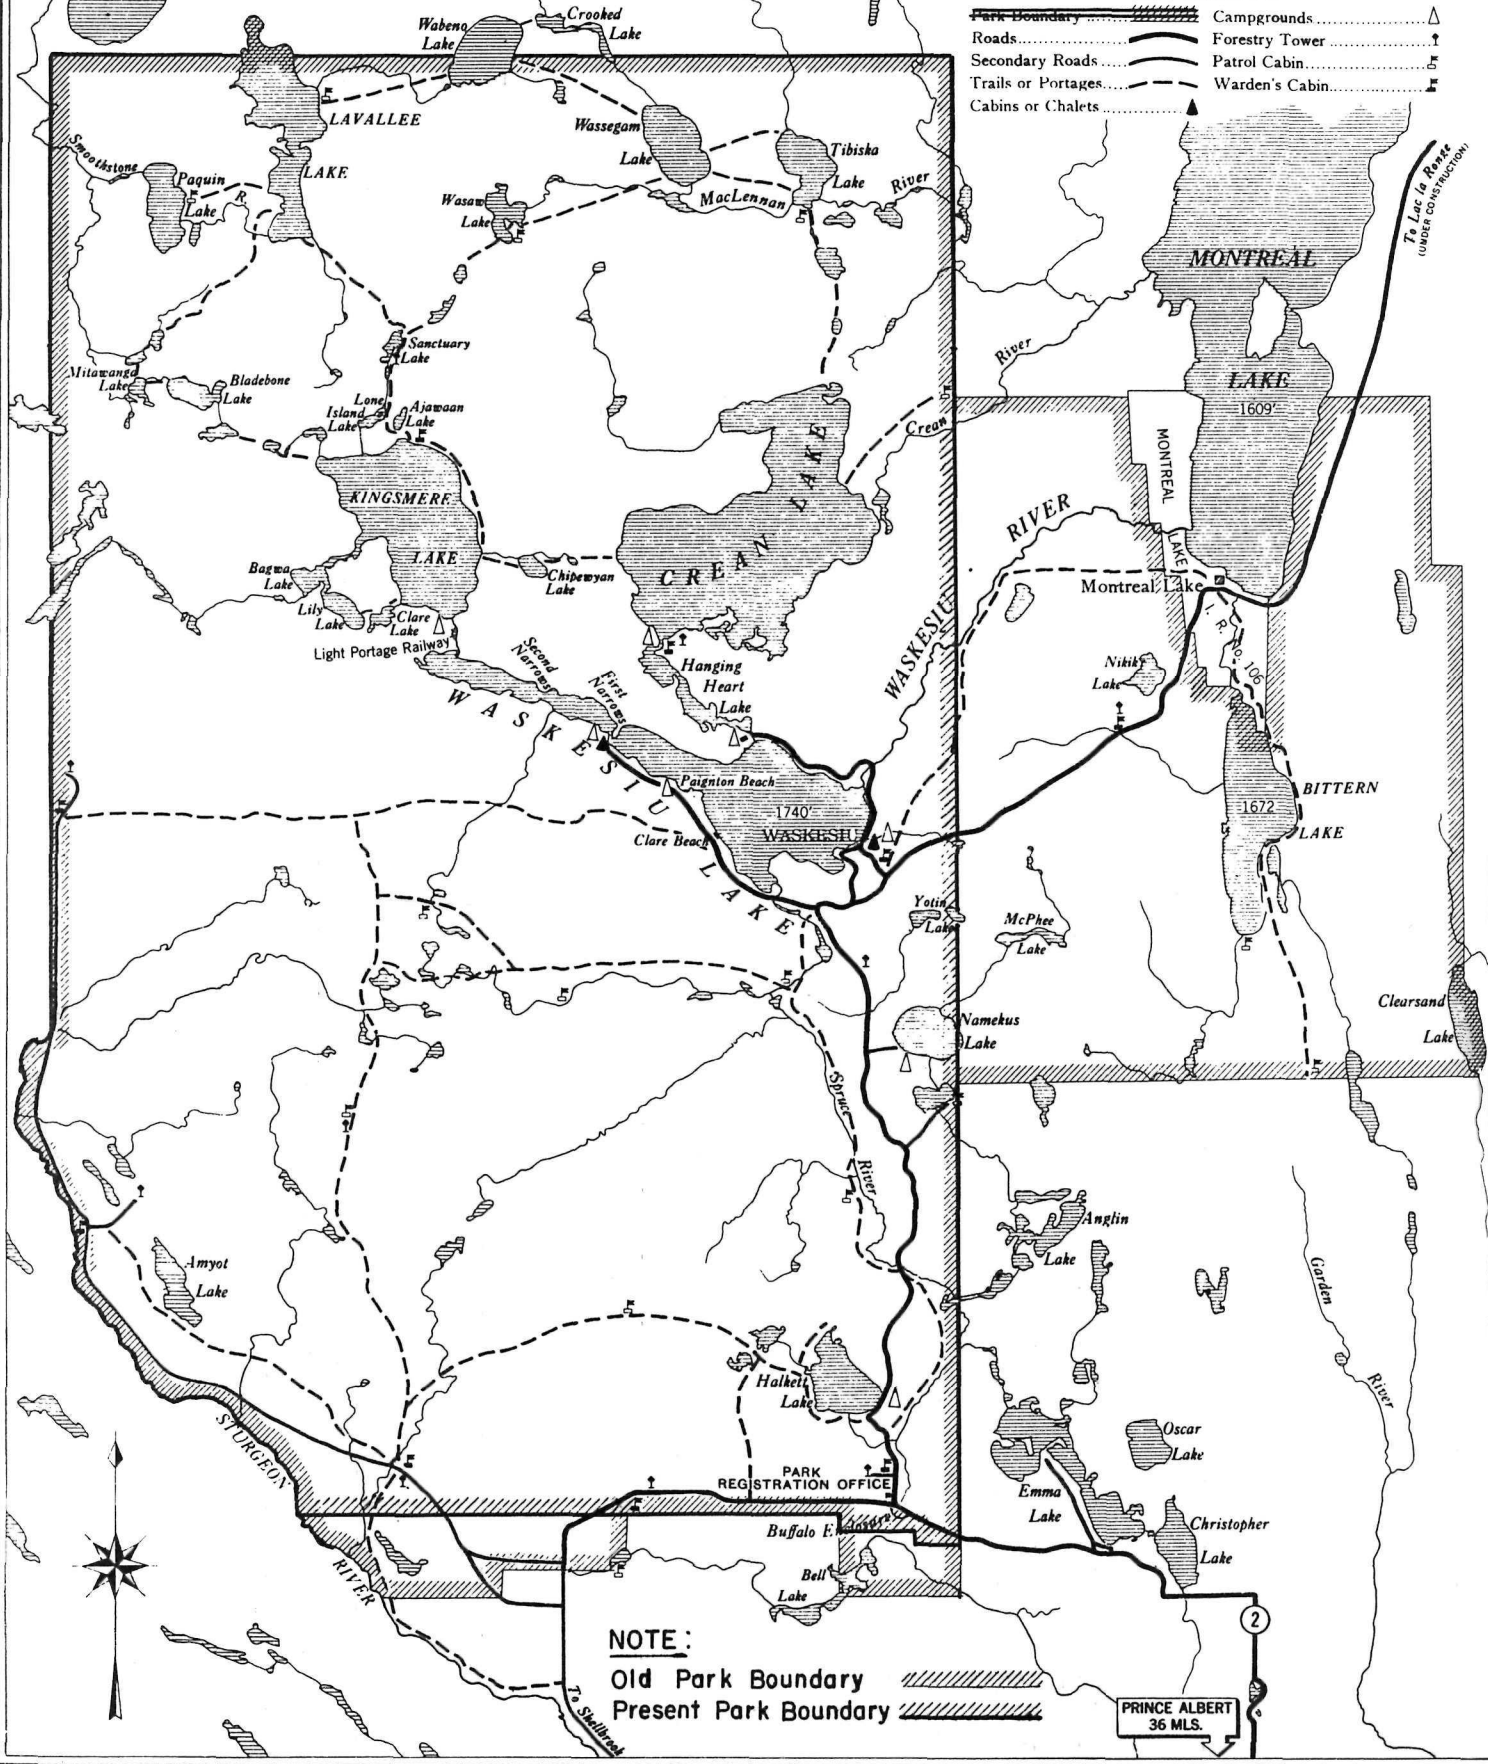 Park Boundary
Roads
Secondary Roads
Trails or Portages
Cabins or Chalets
Campgrounds
Forestry Tower
Patrol Cabin
Warden's Cabin
Wabeno
Lake
Crooked
Lake
LAVALLEE
LAKE
Smoothstone
R.
Paquin
Lake
Wassegam
Lake
Tibiska
Lake
MacLennan
River
Wasaw
Lake
To Lac la Ronge
(UNDER CONSTRUCTION)
MONTREAL
LAKE
1609'
Sanctuary
Lake
Mitawanga
Lake
Bladebone
Lake
Lone
Island
Lake
Ajawaan
Lake
River
Crean
KINGSMERE
LAKE
CREAN LAKE
MONTREAL
LAKE
I. R. No. 106
WASKESIU RIVER
Montreal Lake
Bagwa
Lake
Lily
Lake
Clare
Lake
Chipewyan
Lake
Light Portage Railway
Second
Narrows
First
Narrows
Hanging
Heart
Lake
Nikik
Lake
WASKESIU LAKE
Paignton Beach
1740'
WASKESIU
Clare Beach
BITTERN
LAKE
1672
Yotin
Lake
McPhee
Lake
Namekus
Lake
Clearsand
Lake
Spruce
River
Anglin
Lake
Amyot
Lake
Garden
River
Halkett
Lake
Oscar
Lake
STURGEON
RIVER
PARK
REGISTRATION OFFICE
Emma
Lake
Christopher
Lake
Buffalo Enclosure
Bell
Lake
2
NOTE:
Old Park Boundary
Present Park Boundary
To Shellbrook
PRINCE ALBERT
36 MLS.